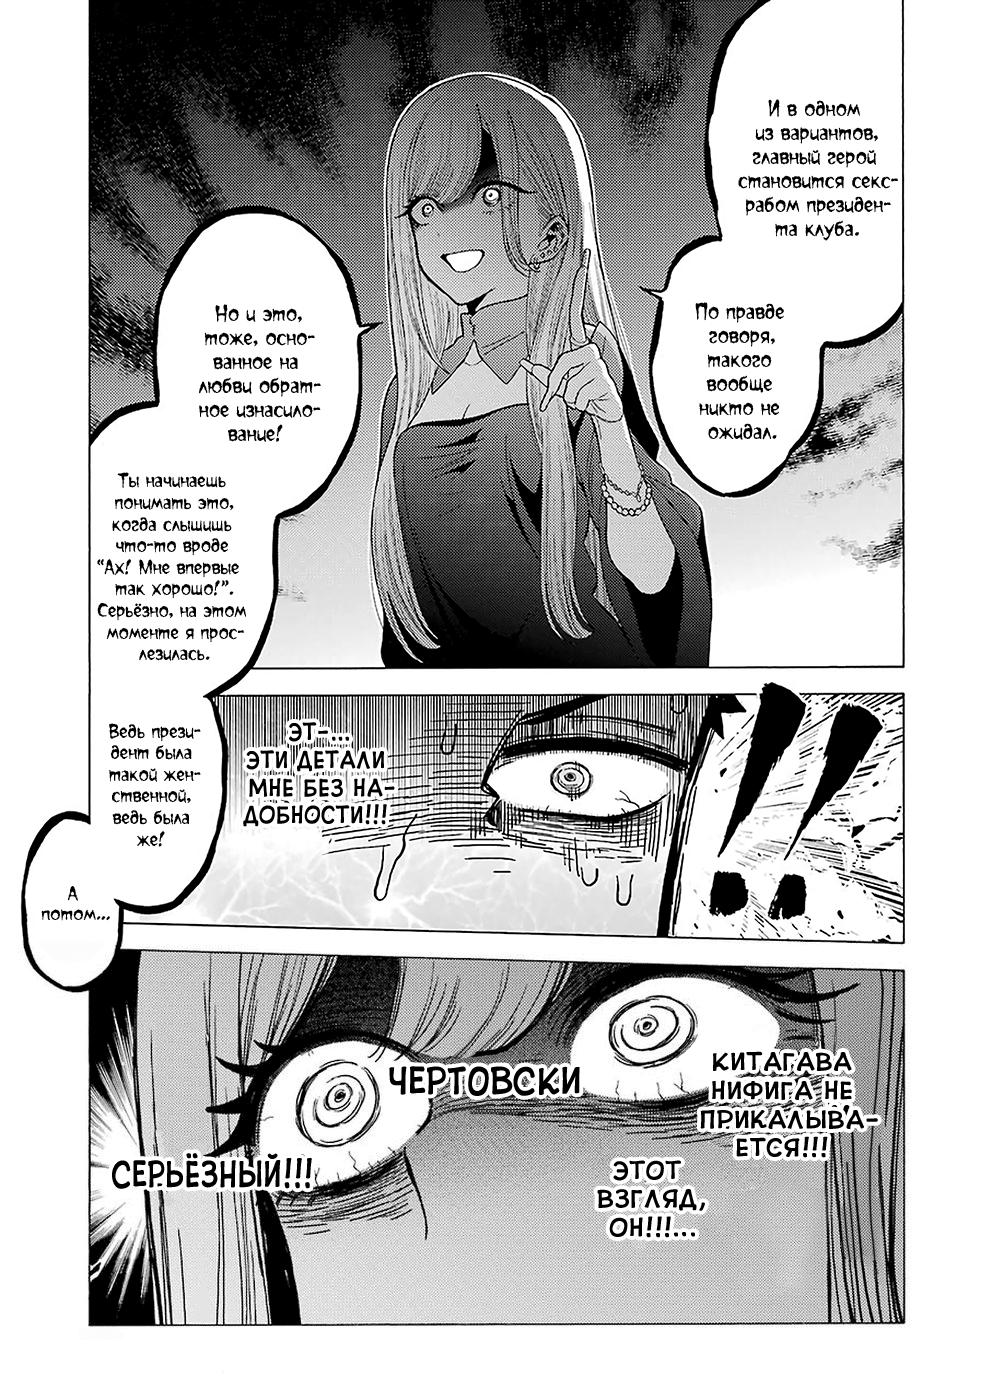 И в одном
из вариантов,
главный герой
становится секс-
рабом президен-
та клуба.
По правде
говоря,
такого
вообще
никто не
ожидал.
Но и это,
тоже, осно-
ванное на
любви обрат-
ное изнасило-
вание!
Ты начинаешь
понимать это,
когда слышишь
что-то вроде
"Ах! Мне впервые
так хорошо!".
Серьёзно, на этом
моменте я прос-
лезилась.
Ведь прези-
дент была
такой жен-
ственной,
ведь была
же!
А
потом...
ЭТ-...
ЭТИ ДЕТАЛИ
МНЕ БЕЗ НА-
ДОБНОСТИ!!!
!!
КИТАГАВА
НИФИГА НЕ
ПРИКАЛЫВА-
ЕТСЯ!!!
ЭТОТ
ВЗГЛЯД,
ОН!!!...
ЧЕРТОВСКИ
СЕРЬЁЗНЫЙ!!!